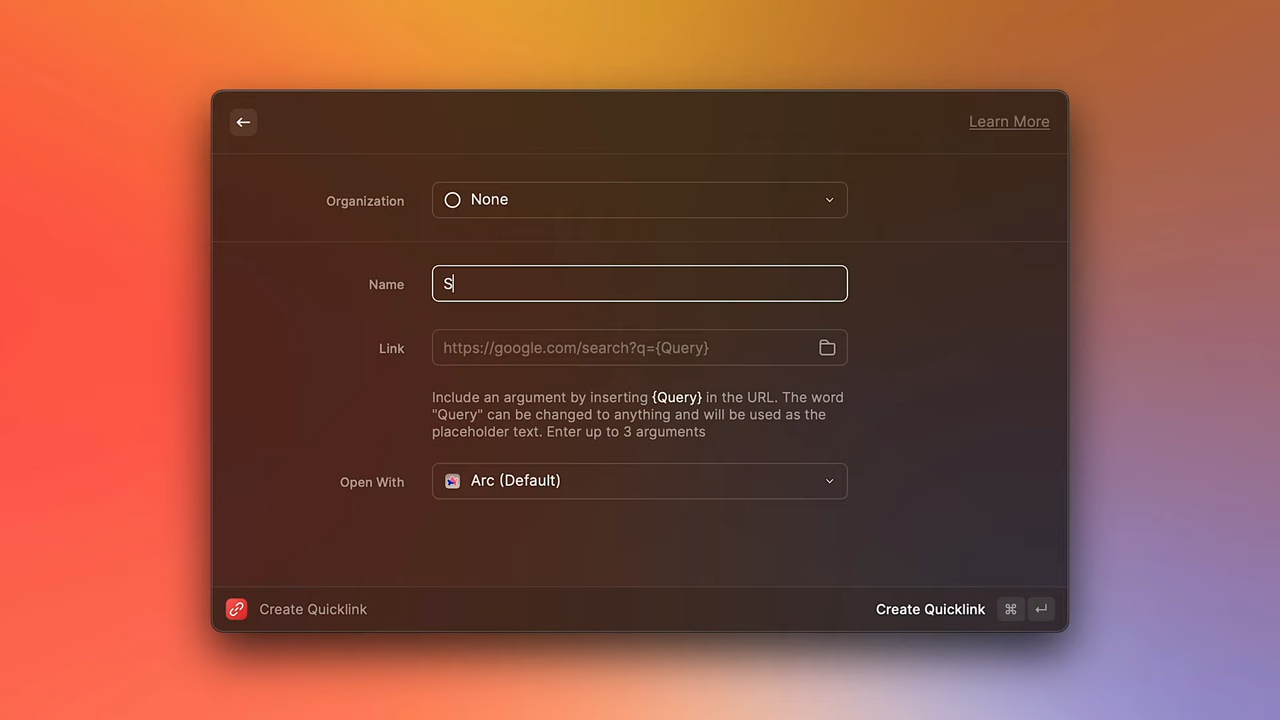 Learn More
Organization
None
Name
S
Link
https://google.com/search?q={Query}
Include an argument by inserting {Query} in the URL. The word
"Query" can be changed to anything and will be used as the
placeholder text. Enter up to 3 arguments
Open With
Arc (Default)
Create Quicklink
Create Quicklink ⌘ ↵